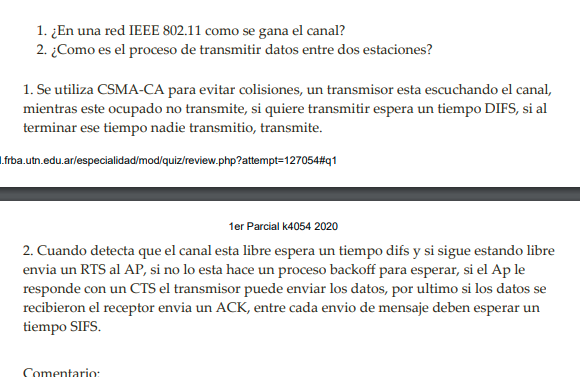 1. ¿En una red IEEE 802.11 como se gana el canal?
2. ¿Como es el proceso de transmitir datos entre dos estaciones?
1. Se utiliza CSMA-CA para evitar colisiones, un transmisor esta escuchando el canal,
mientras este ocupado no transmite, si quiere transmitir espera un tiempo DIFS, si al
terminar ese tiempo nadie transmitio, transmite.
l.frba.utn.edu.ar/especialidad/mod/quiz/review.php?attempt=127054#q1
1er Parcial k4054 2020
2. Cuando detecta que el canal esta libre espera un tiempo difs y si sigue estando libre
envia un RTS al AP, si no lo esta hace un proceso backoff para esperar, si el Ap le
responde con un CTS el transmisor puede enviar los datos, por ultimo si los datos se
recibieron el receptor envia un ACK, entre cada envio de mensaje deben esperar un
tiempo SIFS.
Comentario: